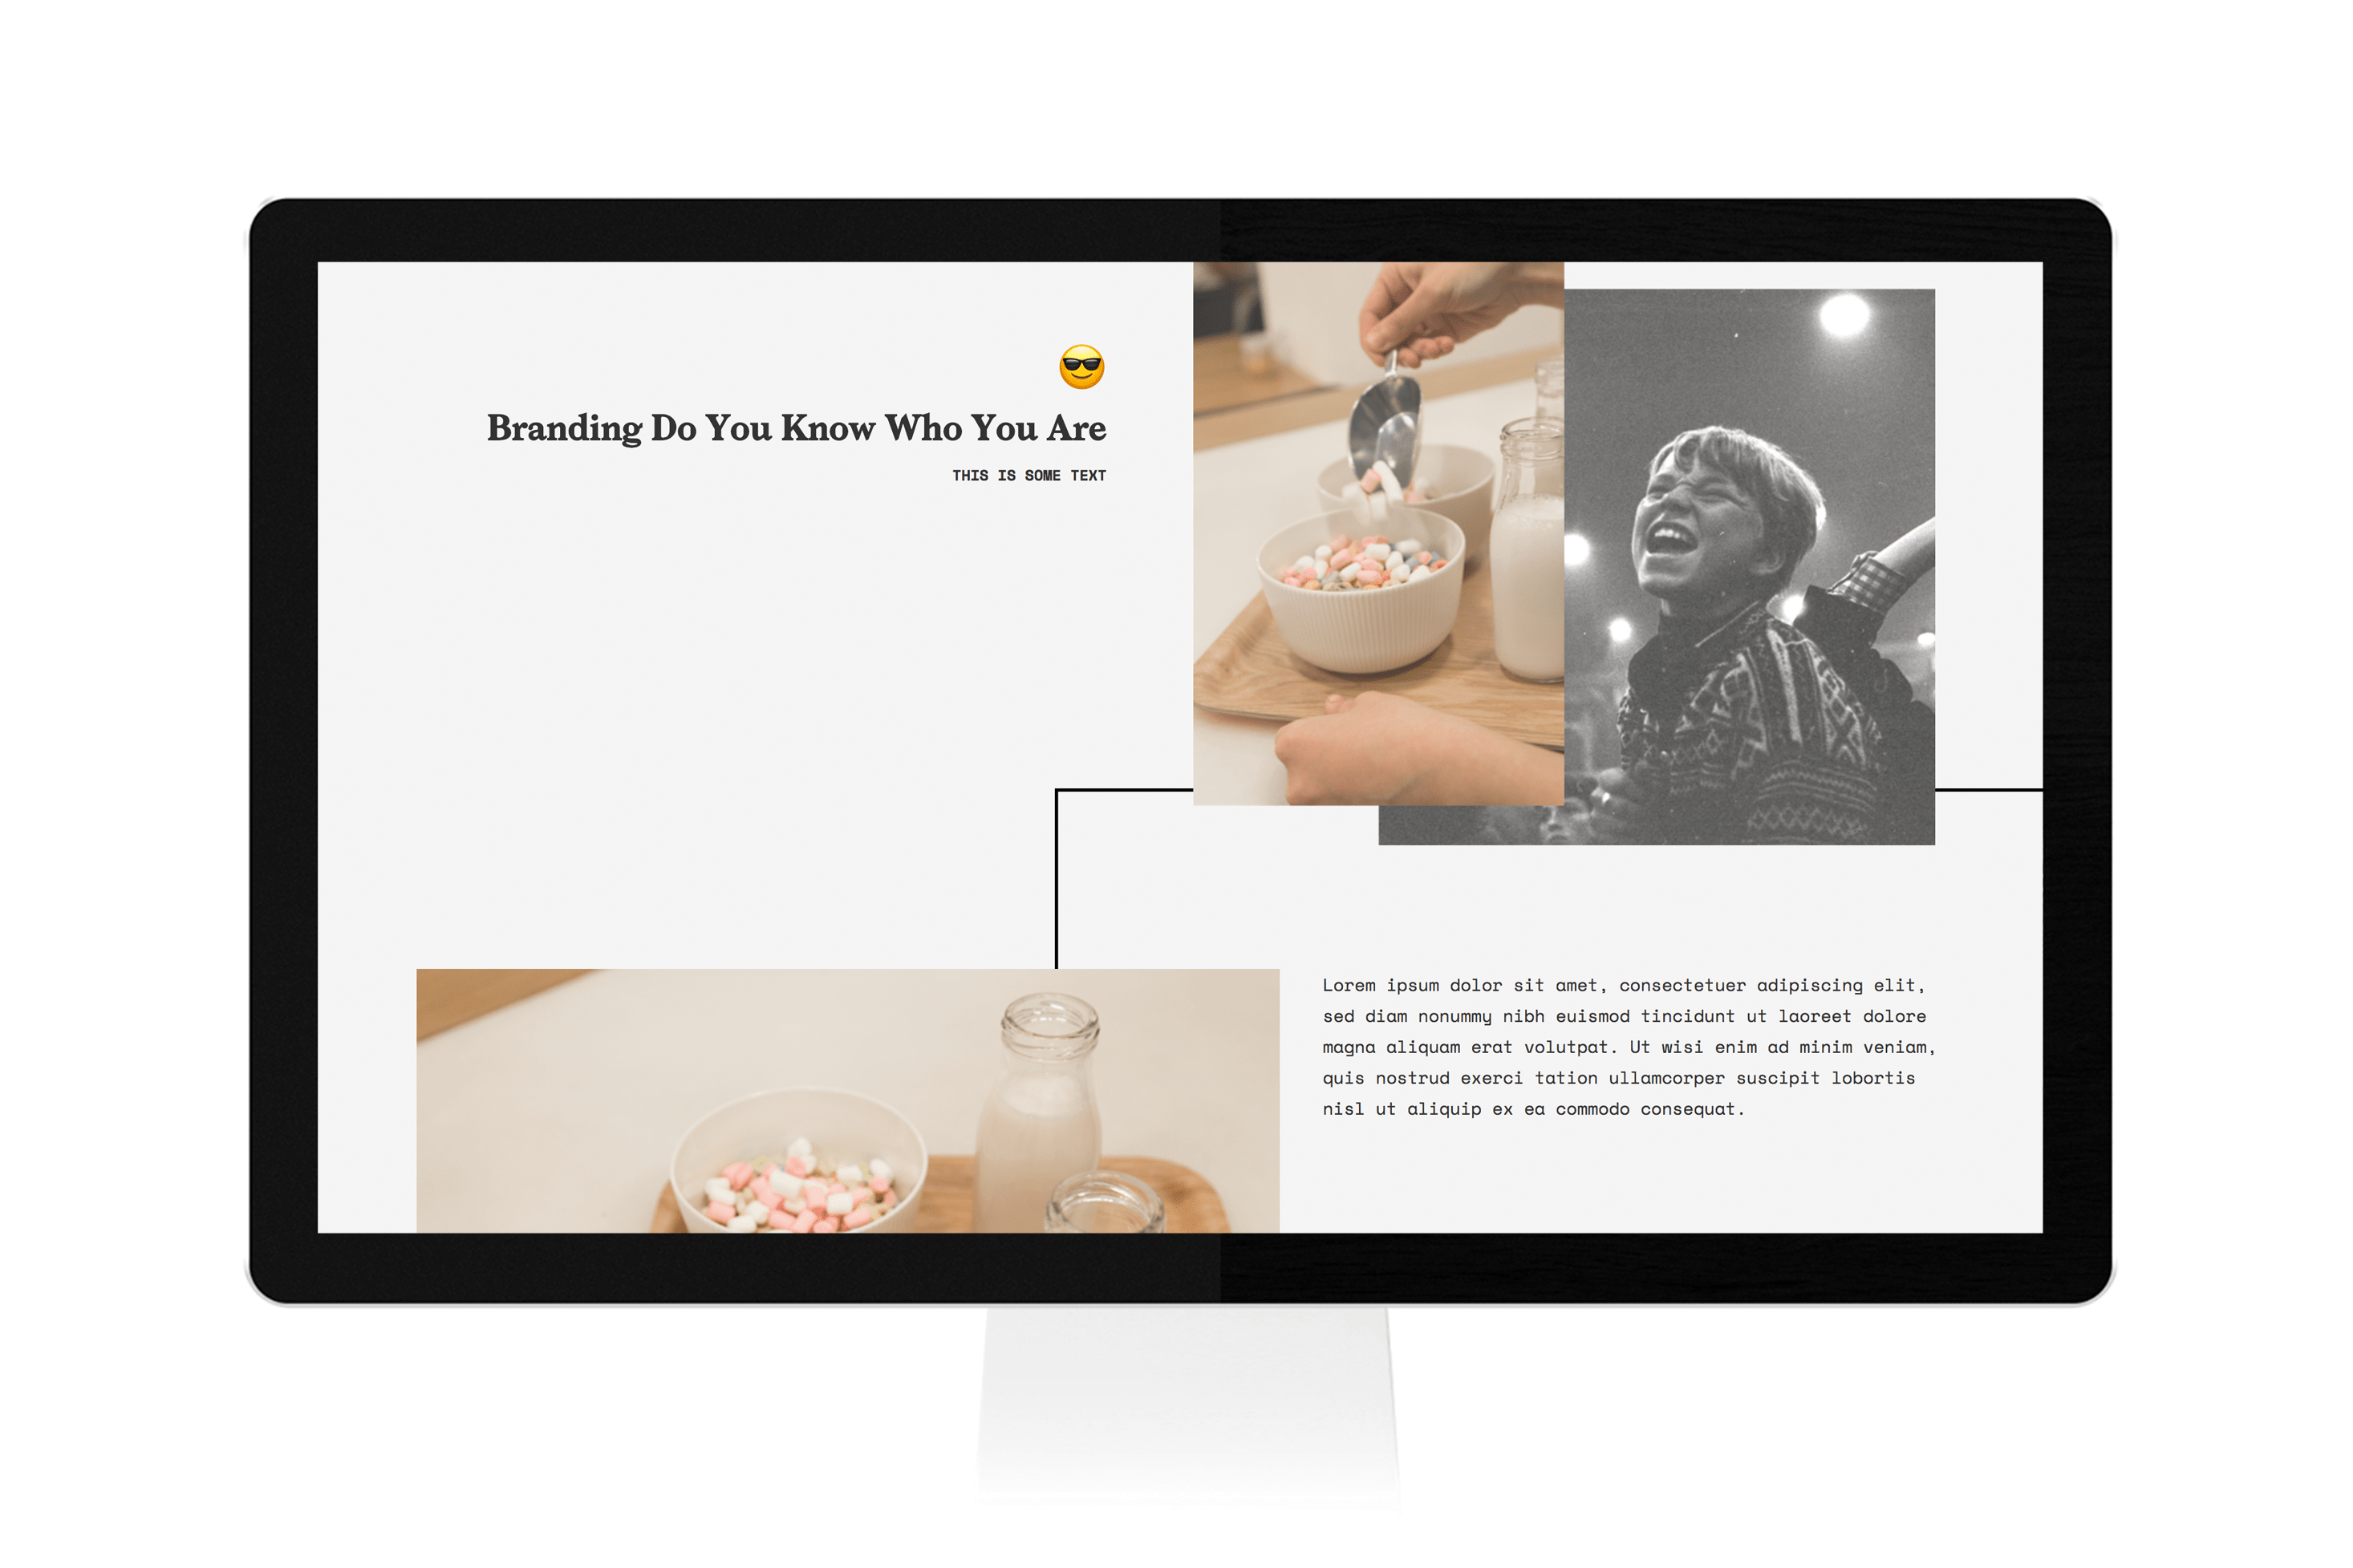 😎
Branding Do You Know Who You Are
THIS IS SOME TEXT
Lorem ipsum dolor sit amet, consectetuer adipiscing elit,
sed diam nonummy nibh euismod tincidunt ut laoreet dolore
magna aliquam erat volutpat. Ut wisi enim ad minim veniam,
quis nostrud exerci tation ullamcorper suscipit lobortis
nisl ut aliquip ex ea commodo consequat.